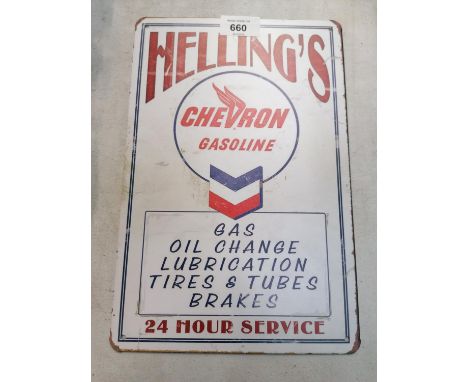 660
HELLING'S
CHEVRON
GASOLINE
GAS
OIL CHANGE
LUBRICATION
TIRES & TUBES
BRAKES
24 HOUR SERVICE